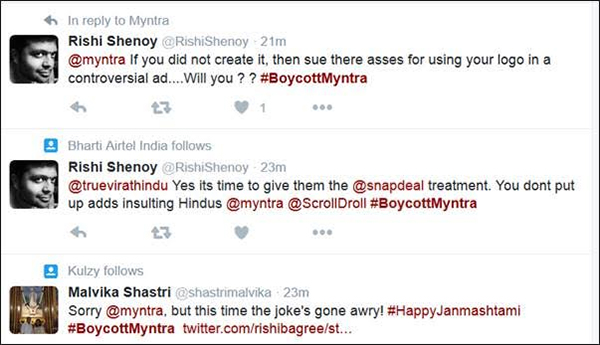 In reply to Myntra
Rishi Shenoy @RishiShenoy · 21m
@myntra If you did not create it, then sue there asses for using your logo in a
controversial ad....Will you ? ? #BoycottMyntra
1
Bharti Airtel India follows
Rishi Shenoy @RishiShenoy · 23m
@truevirathindu Yes its time to give them the @snapdeal treatment. You dont put
up adds insulting Hindus @myntra @ScrollDroll #BoycottMyntra
Kulzy follows
Malvika Shastri @shastrimalvika · 23m
Sorry @myntra, but this time the joke's gone awry! #HappyJanmashtami
#BoycottMyntra twitter.com/rishibagree/st…